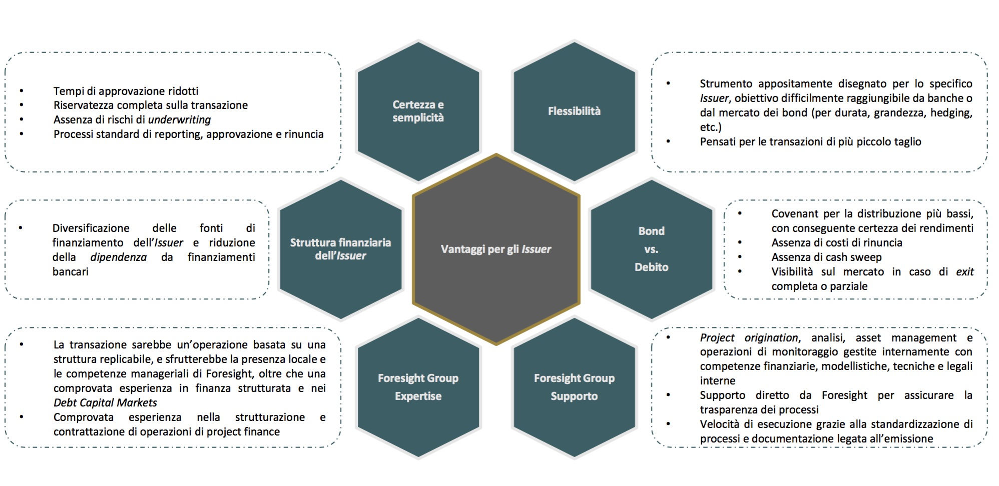 • Tempi di approvazione ridotti
• Riservatezza completa sulla transazione
• Assenza di rischi di underwriting
• Processi standard di reporting, approvazione e rinuncia
Certezza e
semplicità
Flessibilità
• Strumento appositamente disegnato per lo specifico
Issuer, obiettivo difficilmente raggiungibile da banche o
dal mercato dei bond (per durata, grandezza, hedging,
etc.)
• Pensati per le transazioni di più piccolo taglio
• Diversificazione delle fonti di
finanziamento dell’Issuer e riduzione
della dipendenza da finanziamenti
bancari
Struttura finanziaria
dell’Issuer
Vantaggi per gli Issuer
Bond
vs.
Debito
• Covenant per la distribuzione più bassi,
con conseguente certezza dei rendimenti
• Assenza di costi di rinuncia
• Assenza di cash sweep
• Visibilità sul mercato in caso di exit
completa o parziale
• La transazione sarebbe un’operazione basata su una
struttura replicabile, e sfrutterebbe la presenza locale e
le competenze manageriali di Foresight, oltre che una
comprovata esperienza in finanza strutturata e nei
Debt Capital Markets
• Comprovata esperienza nella strutturazione e
contrattazione di operazioni di project finance
Foresight Group
Expertise
Foresight Group
Supporto
• Project origination, analisi, asset management e
operazioni di monitoraggio gestite internamente con
competenze finanziarie, modellistiche, tecniche e legali
interne
• Supporto diretto da Foresight per assicurare la
trasparenza dei processi
• Velocità di esecuzione grazie alla standardizzazione di
processi e documentazione legata all’emissione